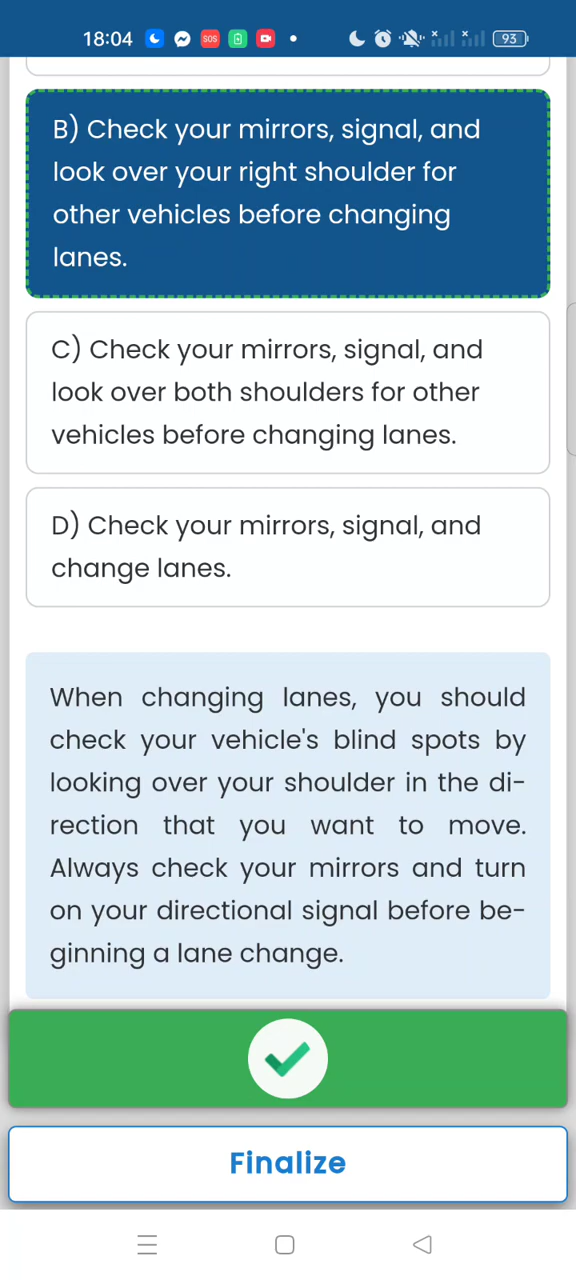 18:04
SOS
93
B) Check your mirrors, signal, and
look over your right shoulder for
other vehicles before changing
lanes.
C) Check your mirrors, signal, and
look over both shoulders for other
vehicles before changing lanes.
D) Check your mirrors, signal, and
change lanes.
When changing lanes, you should
check your vehicle's blind spots by
looking over your shoulder in the di-
rection that you want to move.
Always check your mirrors and turn
on your directional signal before be-
ginning a lane change.
Finalize